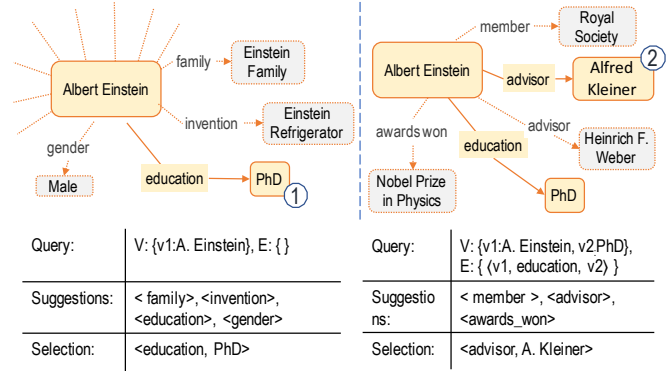 family
Einstein
Family
Albert Einstein
invention
Einstein
Refrigerator
gender
Male
education
PhD
1
member
Royal
Society
2
Albert Einstein
advisor
Alfred
Kleiner
awards won
advisor
education
Heinrich F.
Weber
Nobel Prize
in Physics
PhD
Query: V: {v1:A. Einstein}, E: { }
Suggestions: < family>, <invention>,
<education>, <gender>
Selection: <education, PhD>
Query: V: {v1:A. Einstein, v2:PhD},
E: { ⟨v1, education, v2⟩ }
Suggestio
ns:
< member >, <advisor>,
<awards_won>
Selection: <advisor, A. Kleiner>